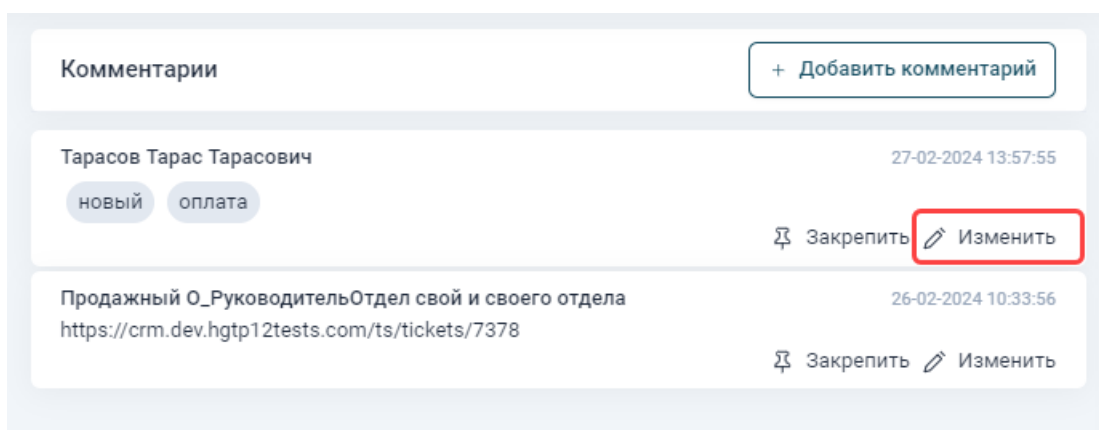 Комментарии
+ Добавить комментарий
Тарасов Тарас Тарасович
27-02-2024 13:57:55
новый оплата
Закрепить Изменить
Продажный О_РуководительОтдел свой и своего отдела
26-02-2024 10:33:56
https://crm.dev.hgtp12tests.com/ts/tickets/7378
Закрепить Изменить